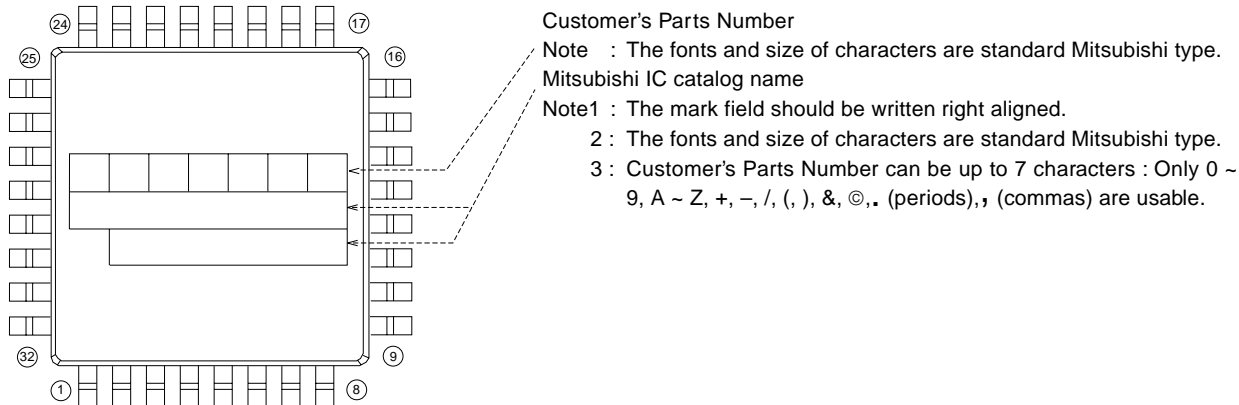 24
17
25
16
32
9
1
8
Customer's Parts Number
Note : The fonts and size of characters are standard Mitsubishi type.
Mitsubishi IC catalog name
Note1 : The mark field should be written right aligned.
2 : The fonts and size of characters are standard Mitsubishi type.
3 : Customer's Parts Number can be up to 7 characters : Only 0 ~
9, A ~ Z, +, –, /, (, ), &, ©, . (periods), , (commas) are usable.